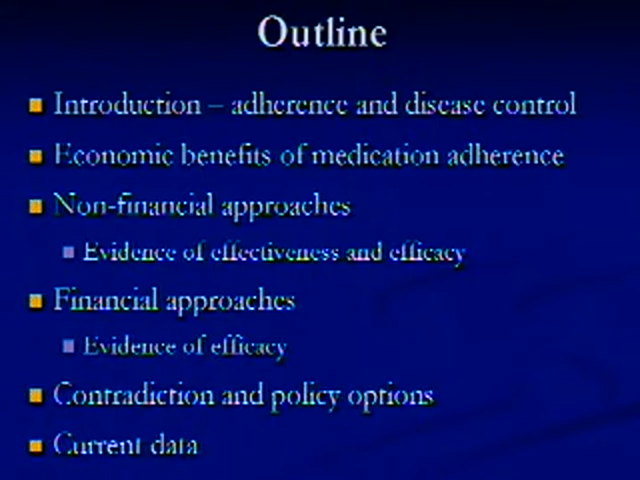 Outline
Introduction – adherence and disease control
Economic benefits of medication adherence
Non-financial approaches
Evidence of effectiveness and efficacy
Financial approaches
Evidence of efficacy
Contradiction and policy options
Current data